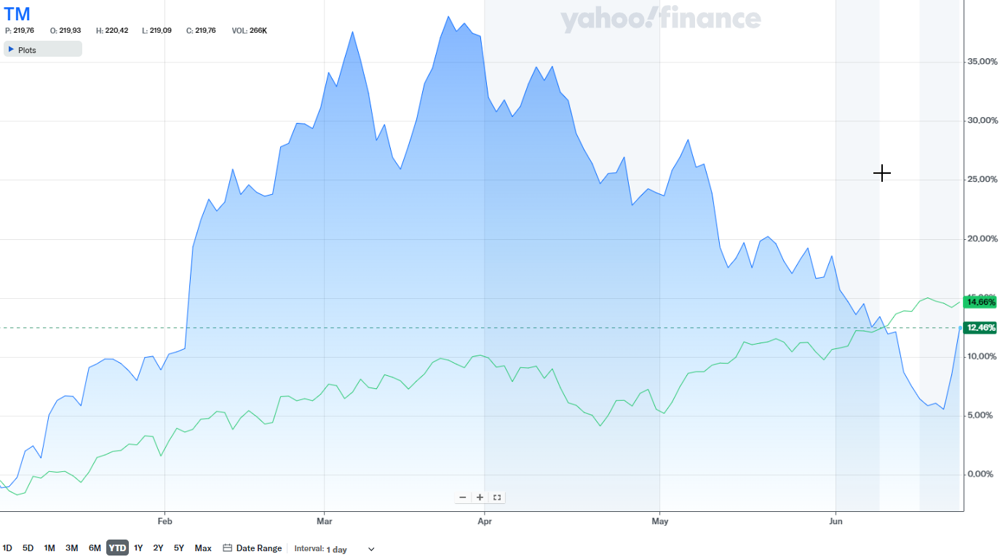 TM
yahoo!finance
P: 219,76 O: 219,93 H: 220,42 L: 219,09 C: 219,76 VOL: 266K
Plots
35,00%
30,00%
25,00%
20,00%
15,00%
14,66%
12,46%
10,00%
5,00%
0,00%
Feb Mar Apr May Jun
1D 5D 1M 3M 6M YTD 1Y 2Y 5Y Max Date Range Interval: 1 day